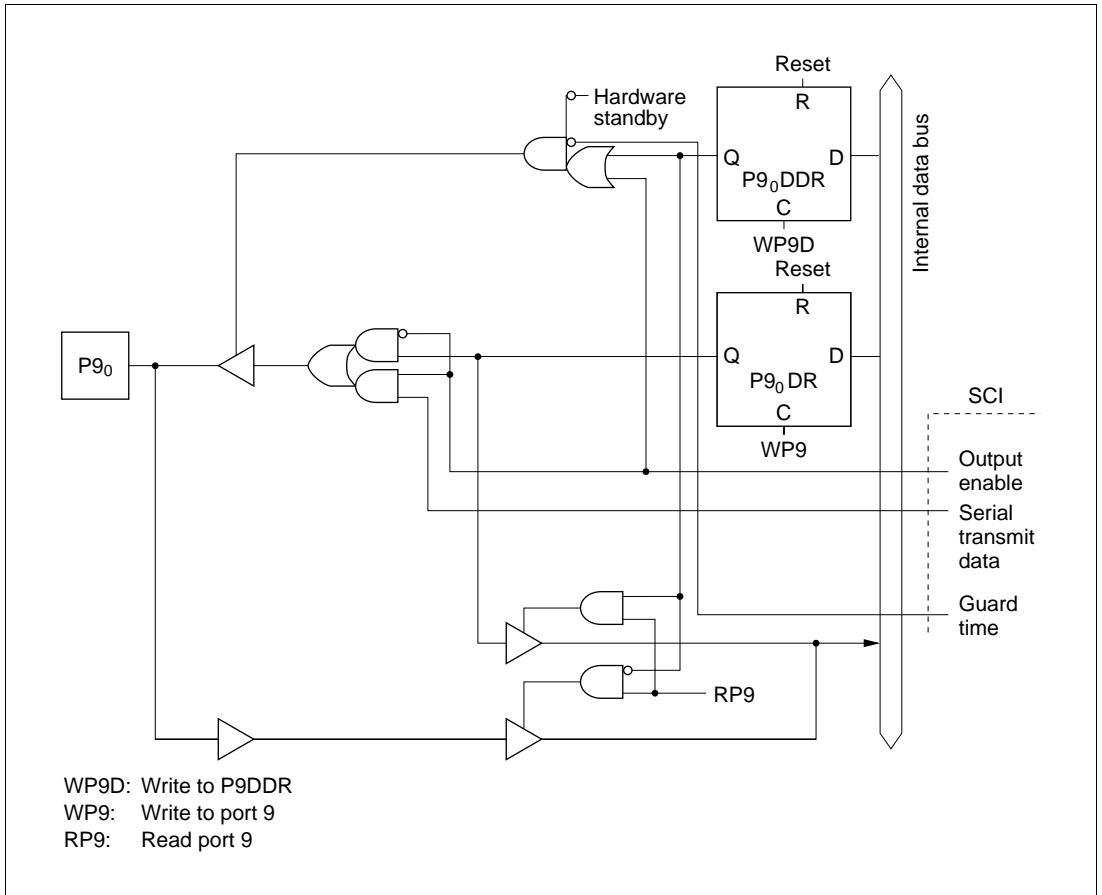 Reset
R
Hardware
standby
Q
D
P9₀DDR
C
WP9D
Internal data bus
Reset
R
P9₀
Q
D
P9₀DR
C
WP9
SCI
Output
enable
Serial
transmit
data
Guard
time
RP9
WP9D: Write to P9DDR
WP9: Write to port 9
RP9: Read port 9